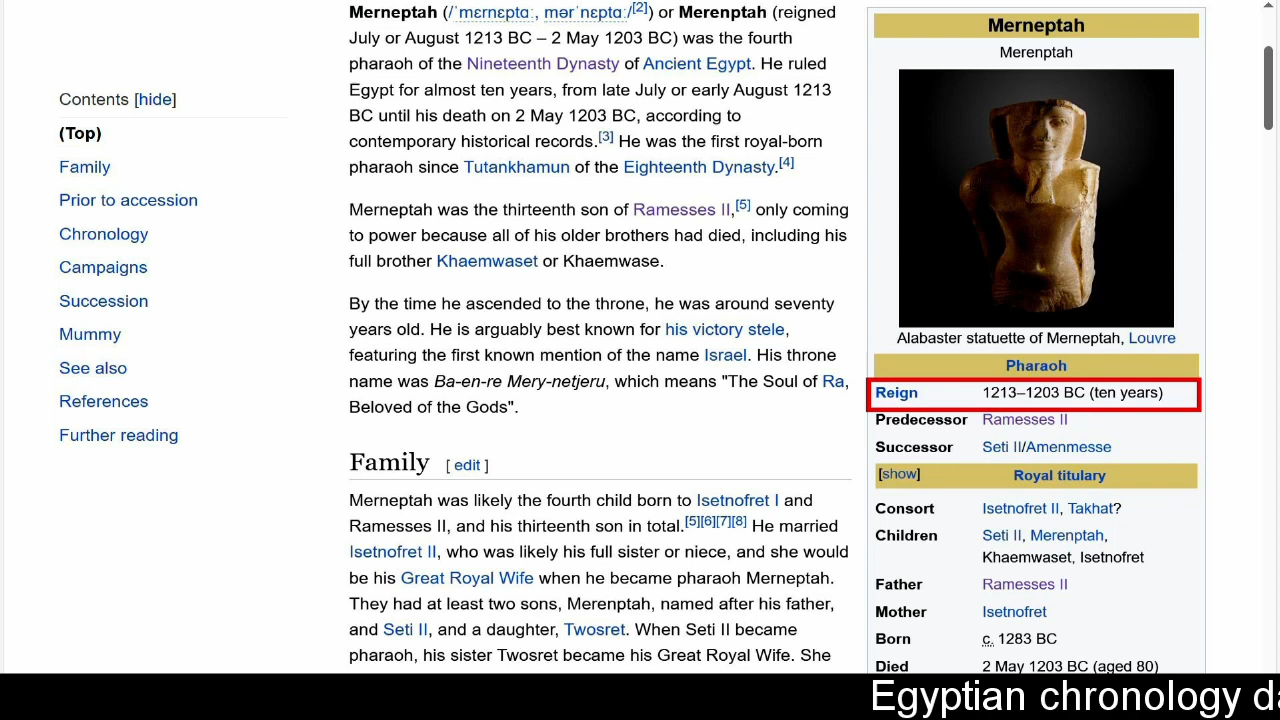 Contents [hide]
(Top)
Family
Prior to accession
Chronology
Campaigns
Succession
Mummy
See also
References
Further reading
Merneptah (/ˈmɛrnɛptɑː, mərˈnɛptɑː/[2]) or Merenptah (reigned
July or August 1213 BC – 2 May 1203 BC) was the fourth
pharaoh of the Nineteenth Dynasty of Ancient Egypt. He ruled
Egypt for almost ten years, from late July or early August 1213
BC until his death on 2 May 1203 BC, according to
contemporary historical records.[3] He was the first royal-born
pharaoh since Tutankhamun of the Eighteenth Dynasty.[4]
Merneptah was the thirteenth son of Ramesses II,[5] only coming
to power because all of his older brothers had died, including his
full brother Khaemwaset or Khaemwase.
By the time he ascended to the throne, he was around seventy
years old. He is arguably best known for his victory stele,
featuring the first known mention of the name Israel. His throne
name was Ba-en-re Mery-netjeru, which means "The Soul of Ra,
Beloved of the Gods".
Family [ edit ]
Merneptah was likely the fourth child born to Isetnofret I and
Ramesses II, and his thirteenth son in total.[5][6][7][8] He married
Isetnofret II, who was likely his full sister or niece, and she would
be his Great Royal Wife when he became pharaoh Merneptah.
They had at least two sons, Merenptah, named after his father,
and Seti II, and a daughter, Twosret. When Seti II became
pharaoh, his sister Twosret became his Great Royal Wife. She
Merneptah
Merenptah
Alabaster statuette of Merneptah, Louvre
Pharaoh
Reign 1213–1203 BC (ten years)
Predecessor Ramesses II
Successor Seti II/Amenmesse
[show] Royal titulary
Consort Isetnofret II, Takhat?
Children Seti II, Merenptah,
Khaemwaset, Isetnofret
Father Ramesses II
Mother Isetnofret
Born c. 1283 BC
Died 2 May 1203 BC (aged 80)
Egyptian chronology da